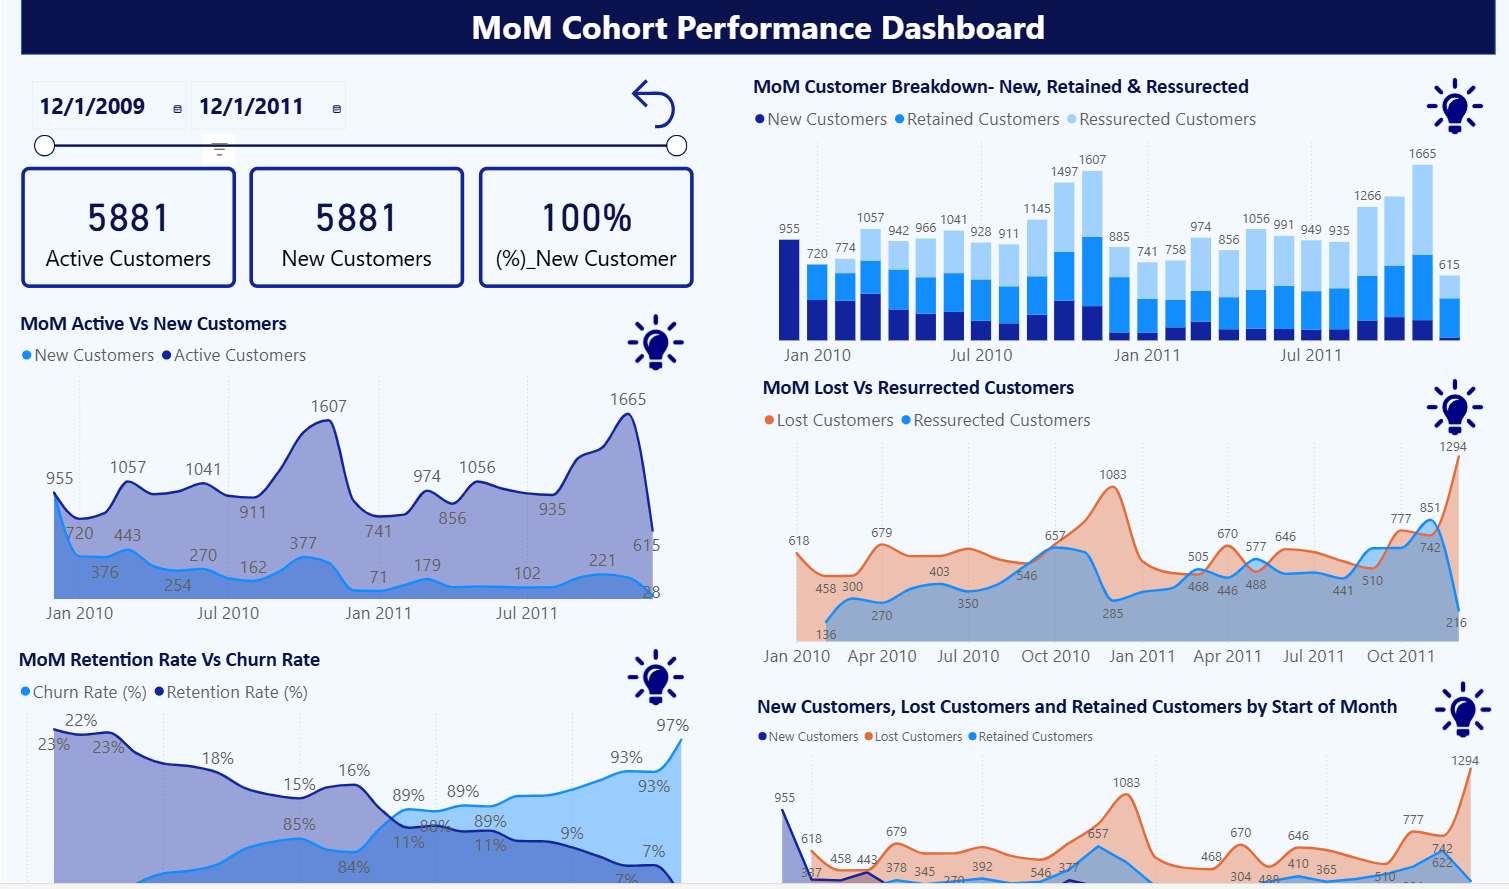 MoM Cohort Performance Dashboard
12/1/2009 12/1/2011
5881
Active Customers
5881
New Customers
100%
(%)_New Customer
MoM Active Vs New Customers
New Customers Active Customers
1607 1665
955 1057 1041 974 1056
720 443 911 741 856 935
376 270 254 162 377 71 179 102 221 615 28
Jan 2010 Jul 2010 Jan 2011 Jul 2011
MoM Retention Rate Vs Churn Rate
Churn Rate (%) Retention Rate (%)
22% 97%
23% 23% 18% 93%
15% 16% 89% 89% 93%
85% 88% 89% 9%
84% 11% 11% 7%
7%
MoM Customer Breakdown- New, Retained & Ressurected
New Customers Retained Customers Ressurected Customers
955 720 774 1057 942 966 1041 928 911 1145 1497 1607 885 741 758 974 856 1056 991 949 935 1266 1665 615
Jan 2010 Jul 2010 Jan 2011 Jul 2011
MoM Lost Vs Resurrected Customers
Lost Customers Ressurected Customers
1294
1083
618 679 657 505 670 577 646 777 851
458 300 403 546 468 446 488 441 510 742
136 270 350 285 216
Jan 2010 Apr 2010 Jul 2010 Oct 2010 Jan 2011 Apr 2011 Jul 2011 Oct 2011
New Customers, Lost Customers and Retained Customers by Start of Month
New Customers Lost Customers Retained Customers
1294
1083
955
618 679 657 670 646 777
458 443 468 742
337 378 345 392 546 377 304 488 410 365 510 622